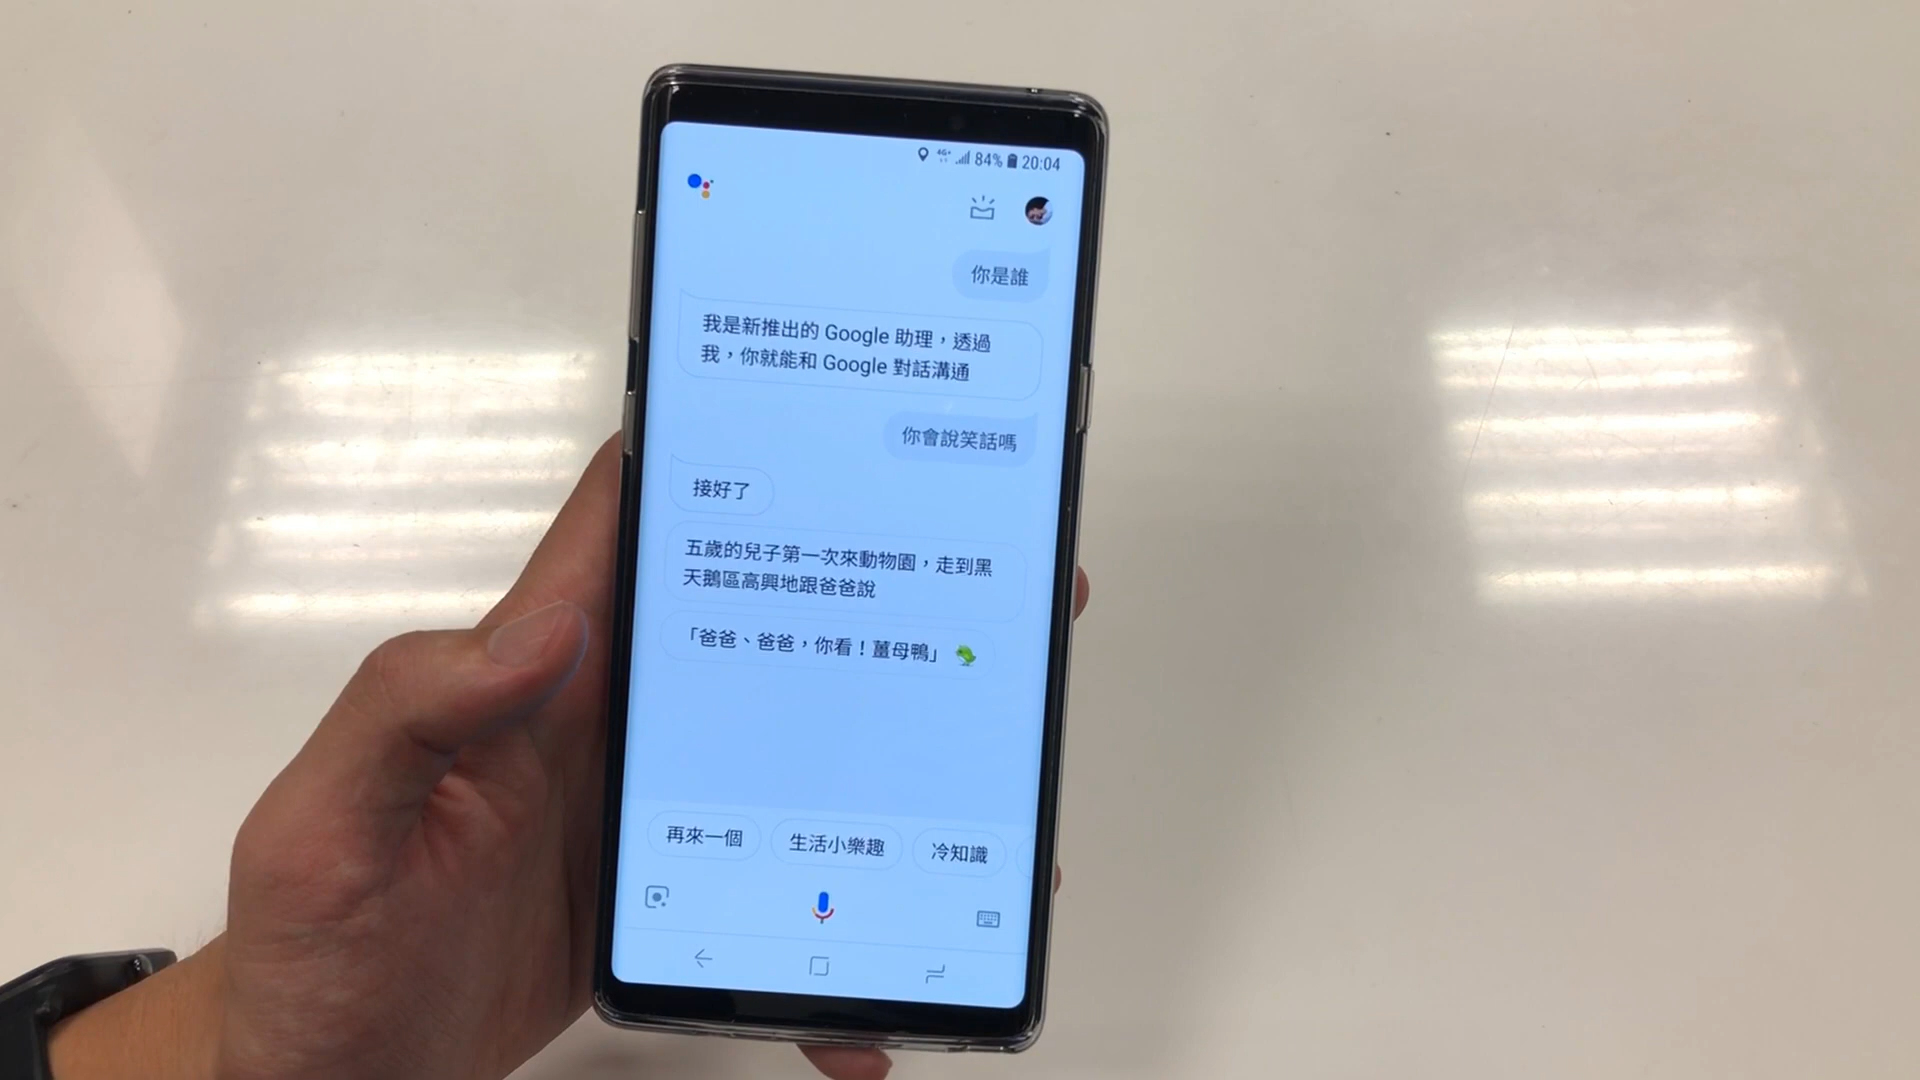 4G+ 84% 20:04
你是誰
我是新推出的 Google 助理，透過
我，你就能和 Google 對話溝通
你會說笑話嗎
接好了
五歲的兒子第一次來動物園，走到黑
天鵝區高興地跟爸爸說
「爸爸、爸爸，你看！薑母鴨」
再來一個 生活小樂趣 冷知識